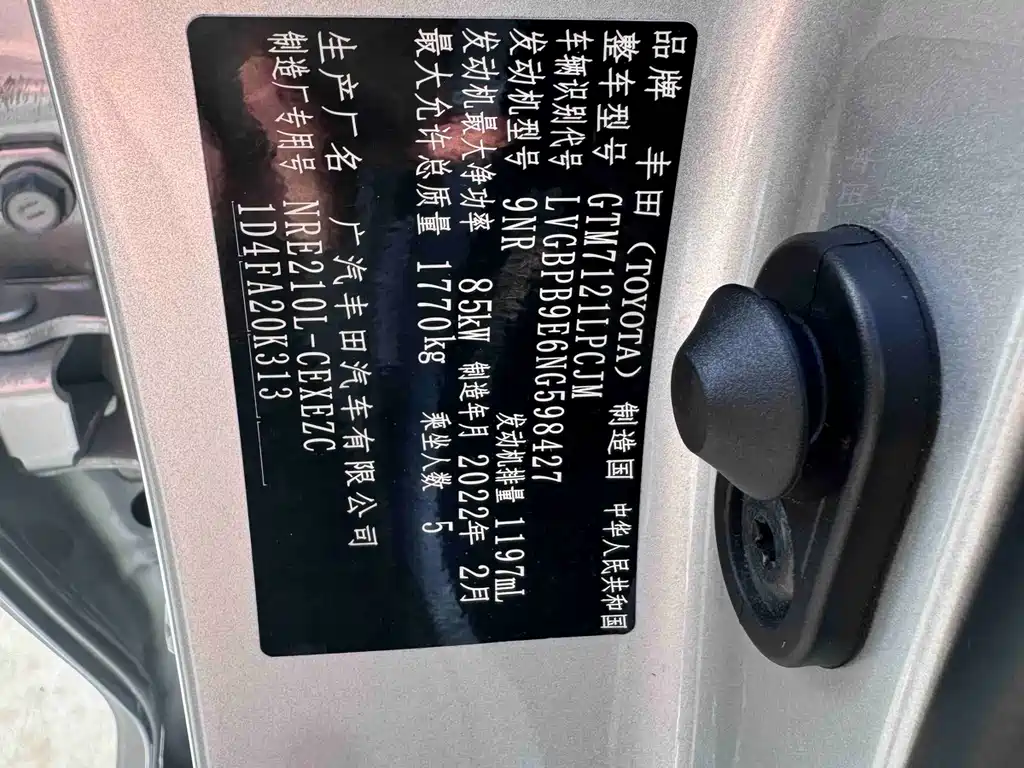 品牌 丰田 (TOYOTA) 制造国 中华人民共和国
整车型号 GTM7121LPCJM
车辆识别代号 LVGBPB9E6NG598427
发动机型号 9NR 发动机排量 1197mL
发动机最大净功率 85kW 制造年月 2022年 2月
最大允许总质量 1770kg 乘坐人数 5
生产厂名 广汽丰田汽车有限公司
制造厂专用号 NRE210L-CEXEZC
1D4FA20K313